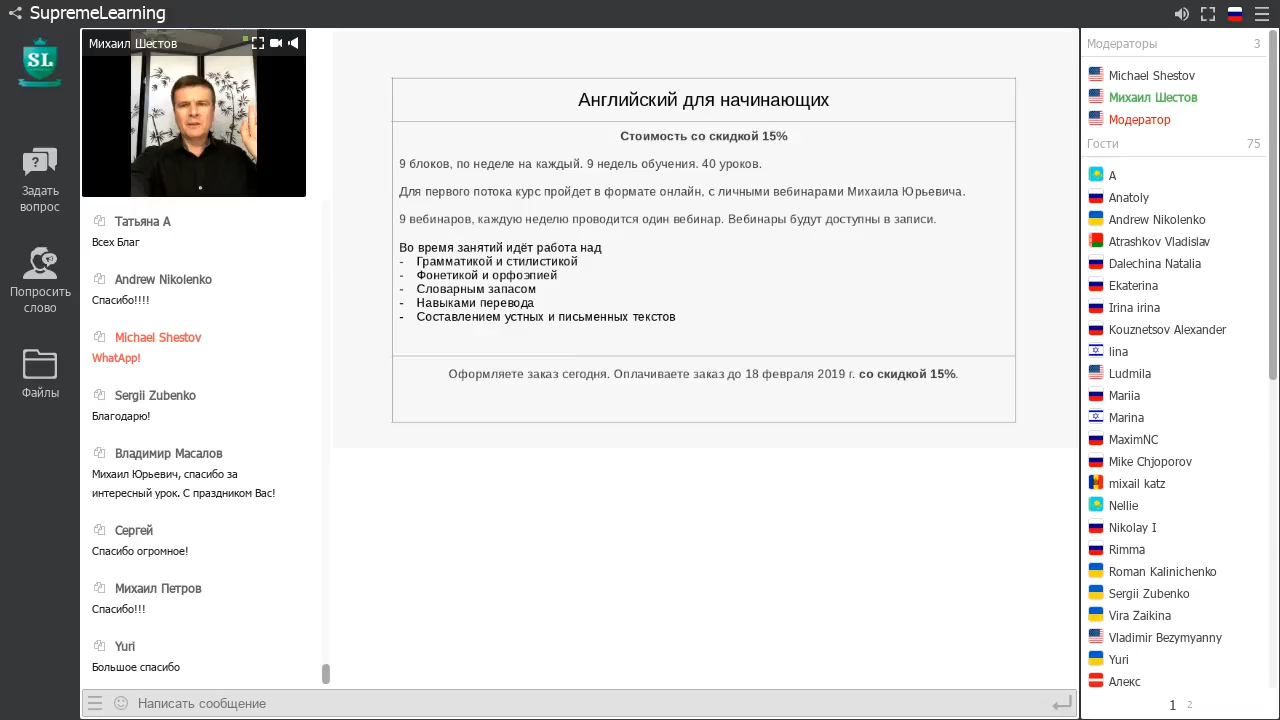 SupremeLearning
Михаил Шестов
SL
Задать
вопрос
Попросить
слово
Файлы
Татьяна А
Всех Благ
Andrew Nikolenko
Спасибо!!!!
Michael Shestov
WhatApp!
Sergii Zubenko
Благодарю!
Владимир Масалов
Михаил Юрьевич, спасибо за
интересный урок. С праздником Вас!
Сергей
Спасибо огромное!
Михаил Петров
Спасибо!!!
Yuri
Большое спасибо
Написать сообщение
Английский для начинающих
Стоимость со скидкой 15%
9 блоков, по неделе на каждый. 9 недель обучения. 40 уроков.
Для первого потока курс пройдет в формате онлайн, с личными вебинарами Михаила Юрьевича.
9 вебинаров, каждую неделю проводится один вебинар. Вебинары будут доступны в записи.
Во время занятий идёт работа над
Грамматикой и стилистикой
Фонетикой и орфоэпией
Словарным запасом
Навыками перевода
Составлением устных и письменных текстов
Оформляете заказ сегодня. Оплачиваете заказ до 18 февраля 2019 г. со скидкой 15%.
Модераторы 3
Michael Shestov
Михаил Шестов
Модератор
Гости 75
A
Anatoly
Andrew Nikolenko
Atrashkov Vladislav
Dalechina Natalia
Ekaterina
Irina irina
Kouznetsov Alexander
lina
Ludmila
Mariia
Marina
MaximNC
Mike Chjoporov
mixail katz
Nellie
Nikolay I
Rimma
Roman Kalinichenko
Sergii Zubenko
Vira Zaikina
Vladimir Bezymyanny
Yuri
Алекс
1 2